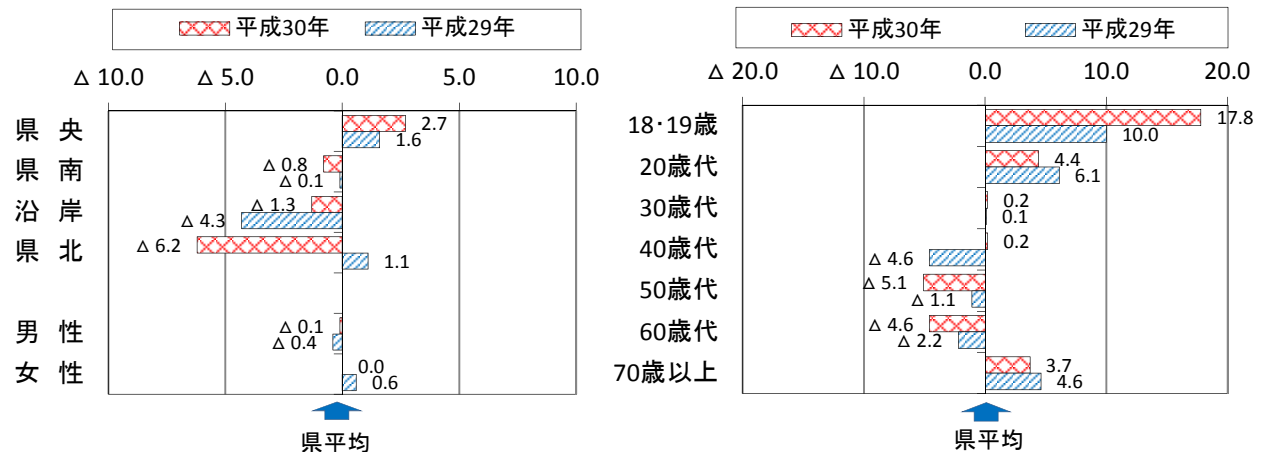 平成30年 平成29年
△ 10.0 △ 5.0 0.0 5.0 10.0
県 央 2.7
1.6
県 南 △ 0.8
△ 0.1
沿 岸 △ 1.3
△ 4.3
県 北 △ 6.2
1.1
男 性 △ 0.1
△ 0.4
女 性 0.0
0.6
県平均
平成30年 平成29年
△ 20.0 △ 10.0 0.0 10.0 20.0
18･19歳 17.8
10.0
20歳代 4.4
6.1
30歳代 0.2
0.1
40歳代 0.2
△ 4.6
50歳代 △ 5.1
△ 1.1
60歳代 △ 4.6
△ 2.2
70歳以上 3.7
4.6
県平均